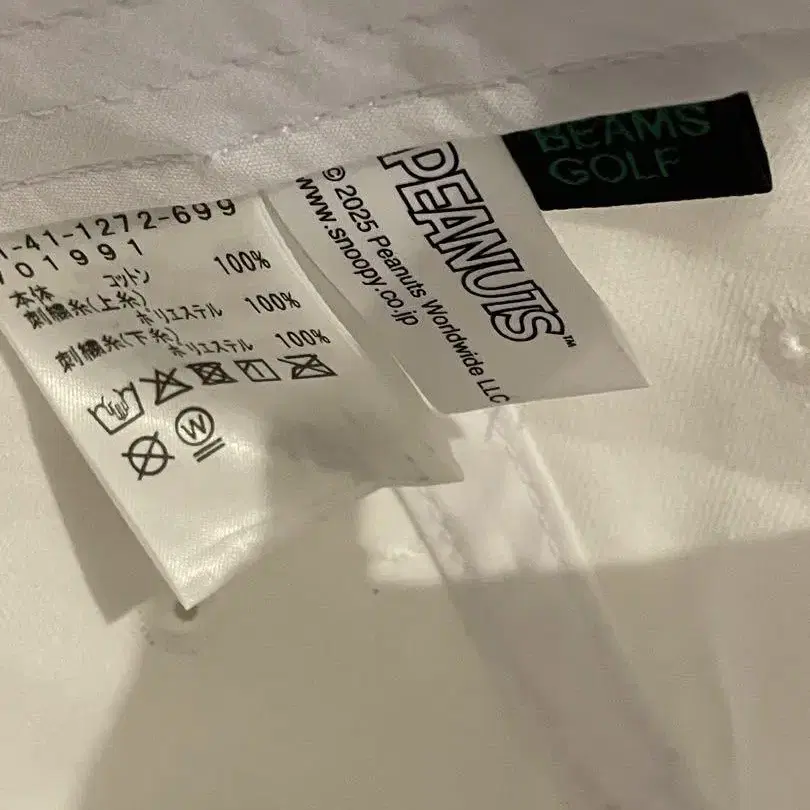 1-41-1272-699
701991
本体 コットン 100%
刺繍糸(上糸) ポリエステル 100%
刺繍糸(下糸) ポリエステル 100%
W
PEANUTS™
© 2025 Peanuts Worldwide LLC
www.snoopy.co.jp
BEAMS
GOLF